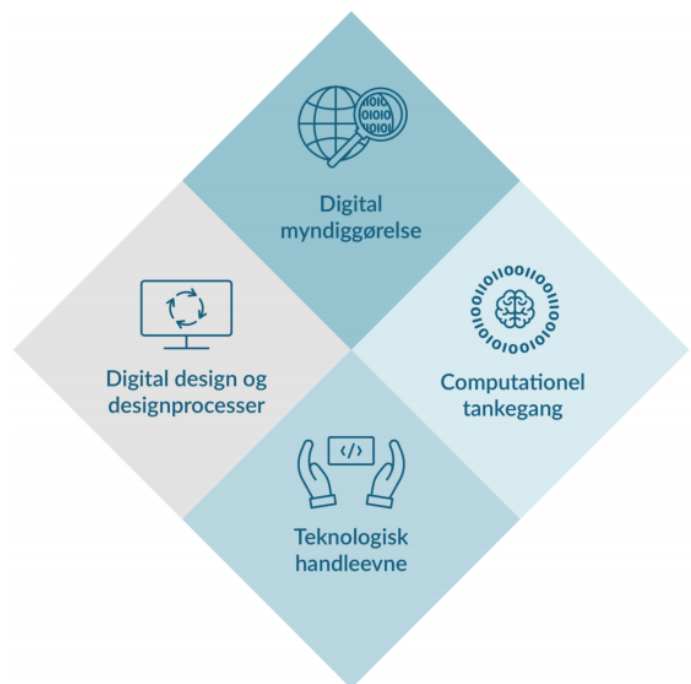 Digital
myndiggørelse
Digital design og
designprocesser
Computationel
tankegang
</>
Teknologisk
handleevne